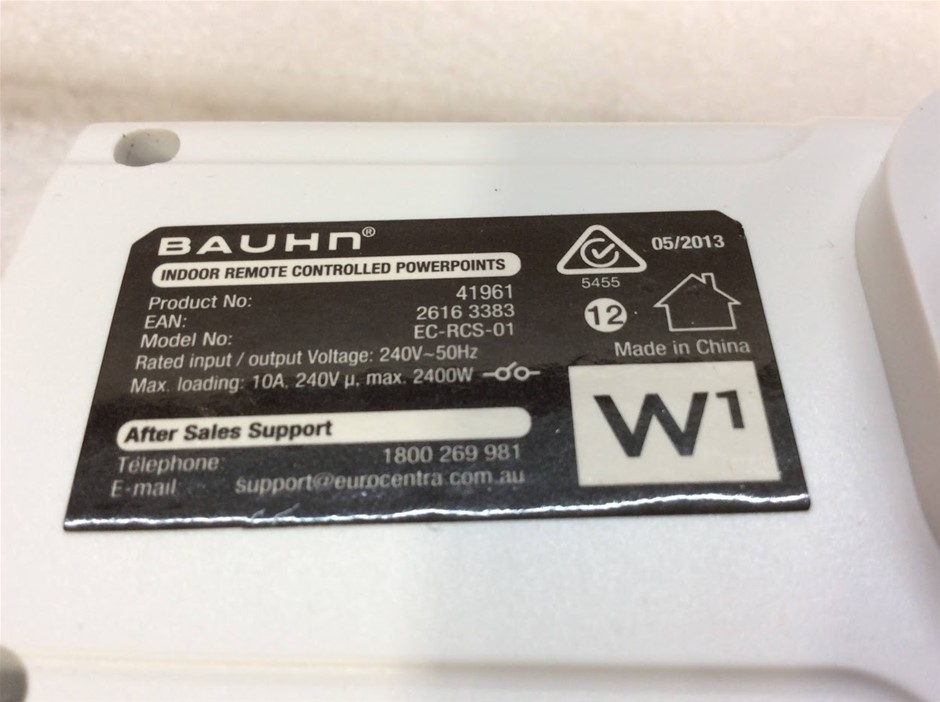 BAUHN®
INDOOR REMOTE CONTROLLED POWERPOINTS
Product No: 41961
EAN: 2616 3383
Model No: EC-RCS-01
Rated input / output Voltage: 240V~50Hz
Max. loading: 10A, 240V µ, max. 2400W
After Sales Support
Telephone: 1800 269 981
E-mail support@eurocentra.com.au
05/2013
5455
12
Made in China
W1